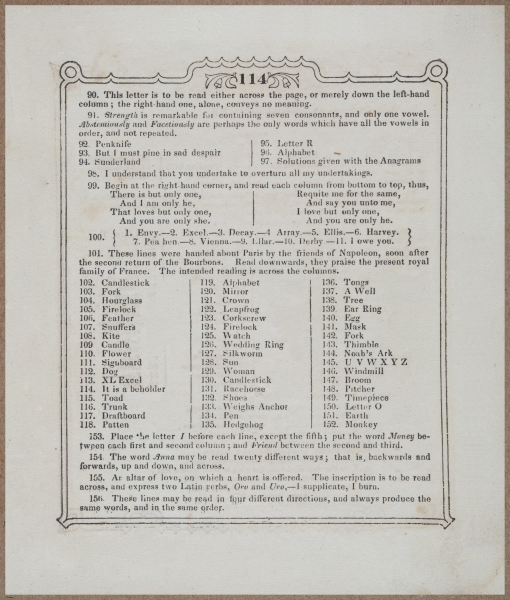 114
90. This letter is to be read either across the page, or merely down the left-hand
column; the right-hand one, alone, conveys no meaning.
91. Strength is remarkable for containing seven consonants, and only one vowel.
Abstemiously and Facetiously are perhaps the only words which have all the vowels in
order, and not repeated.
92 Penknife
93. But I must pine in sad despair
94. Sunderland
95. Letter R
96. Alphabet
97. Solutions given with the Anagrams
98. I understand that you undertake to overturn all my undertakings.
99. Begin at the right-hand corner, and read each column from bottom to top, thus,
There is but only one,
And I am only he,
That loves but only one,
And you are only she.
Requite me for the same,
And say you unto me,
I love but only one,
And you are only he.
100. { 1. Envy.—2. Excel.—3. Decay.—4 Array.—5. Ellis.—6. Harvey. }
7. Pea hen.—8. Vienna.—9. Ellar.—10. Derby.—11. I owe you.
101. These lines were handed about Paris by the friends of Napoleon, soon after
the second return of the Bourbons. Read downwards, they praise the present royal
family of France. The intended reading is across the columns.
102. Candlestick
103. Fork
104. Hourglass
105. Firelock
106. Feather
107. Snuffers
108. Kite
109 Candle
110. Flower
111. Signboard
112. Dog
113. XL Excel
114. It is a beholder
115. Toad
116. Trunk
117. Draftboard
118. Patten
119. Alphabet
120. Mirror
121. Crown
122. Leapfrog
123. Corkscrew
124. Firelock
125. Watch
126. Wedding Ring
127. Silkworm
128. Sun
129. Woman
130. Candlestick
131. Racehorse
132. Shoes
133. Weighs Anchor
134. Pen
135. Hedgehog
136. Tongs
137. A Well
138. Tree
139 Ear Ring
140. Egg
141. Mask
142. Fork
143. Thimble
144. Noah's Ark
145. U V W X Y Z
146. Windmill
147. Broom
148. Pitcher
149. Timepiece
150. Letter O
151. Earth
152. Monkey
153. Place the letter I before each line, except the fifth; put the word Money be-
tween each first and second column; and Friend between the second and third.
154. The word Anna may be read twenty different ways; that is, backwards and
forwards, up and down, and across.
155. An altar of love, on which a heart is offered. The inscription is to be read
across, and express two Latin verbs, Oro and Uro,—I supplicate, I burn.
156. These lines may be read in four different directions, and always produce the
same words, and in the same order.